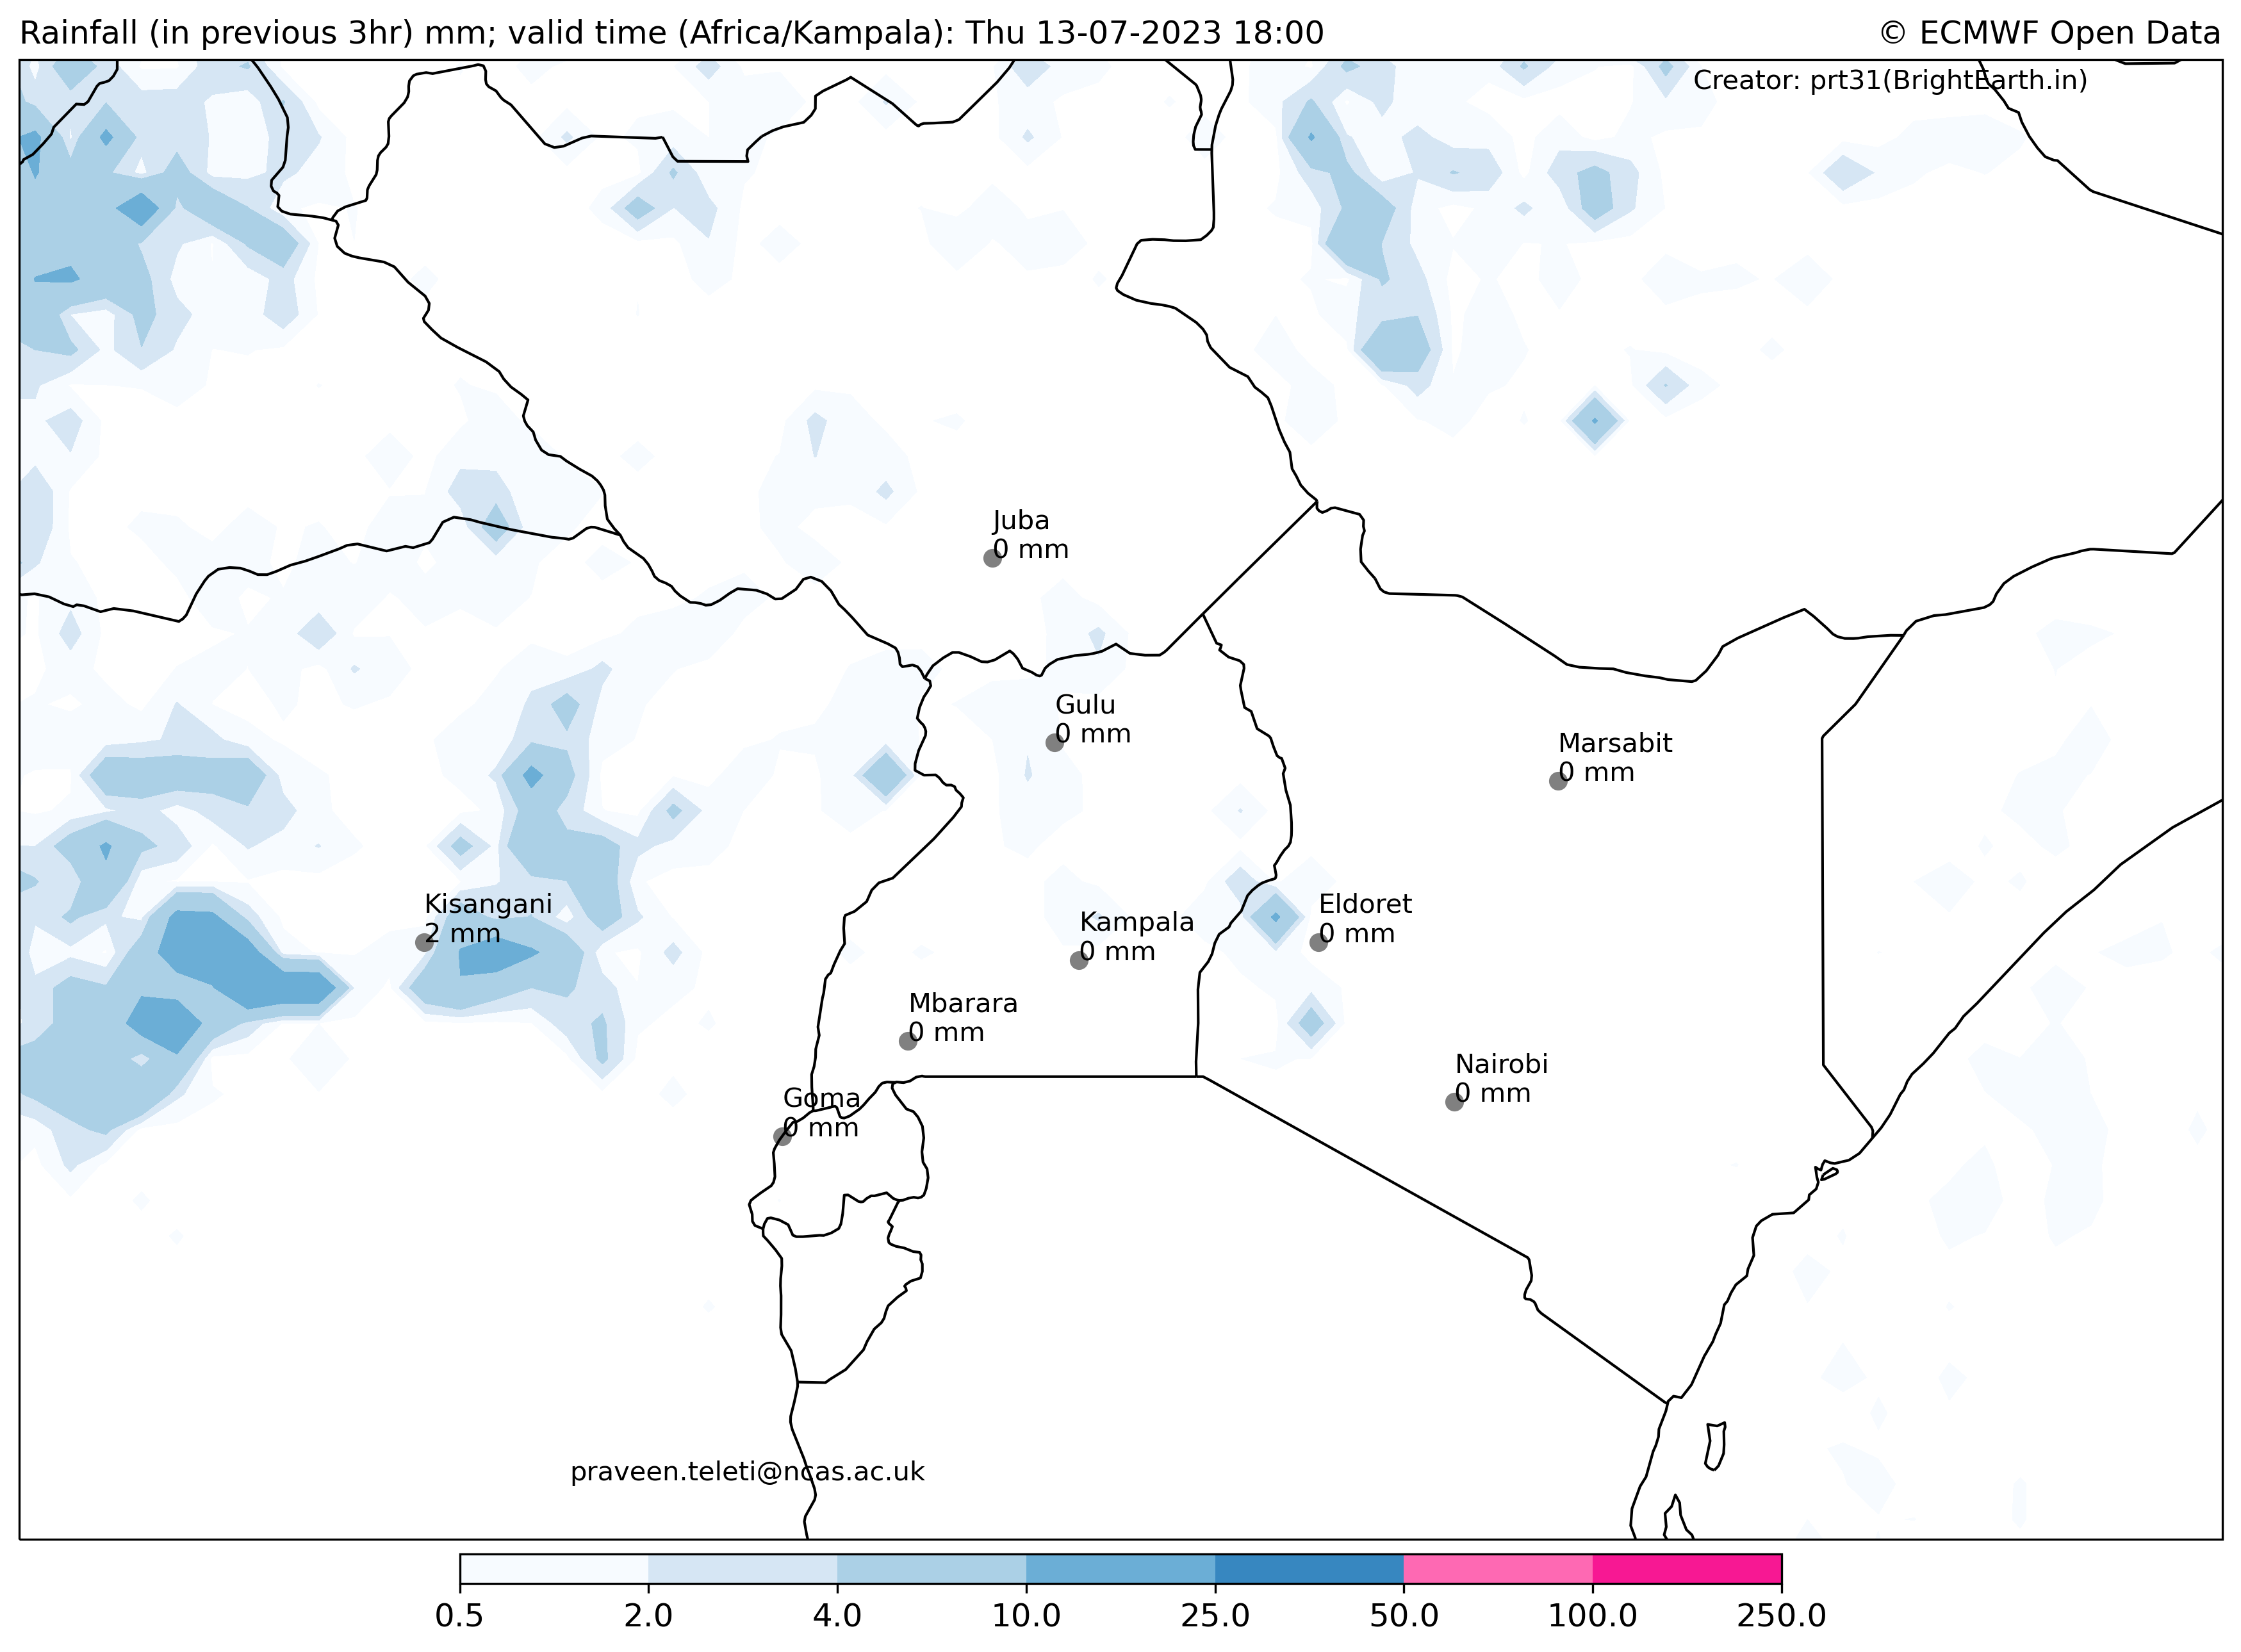 Rainfall (in previous 3hr) mm; valid time (Africa/Kampala): Thu 13-07-2023 18:00
© ECMWF Open Data
Creator: prt31(BrightEarth.in)
Juba
0 mm
Gulu
0 mm
Marsabit
0 mm
Kisangani
2 mm
Eldoret
0 mm
Kampala
0 mm
Mbarara
0 mm
Nairobi
0 mm
Goma
0 mm
praveen.teleti@ncas.ac.uk
0.5 2.0 4.0 10.0 25.0 50.0 100.0 250.0